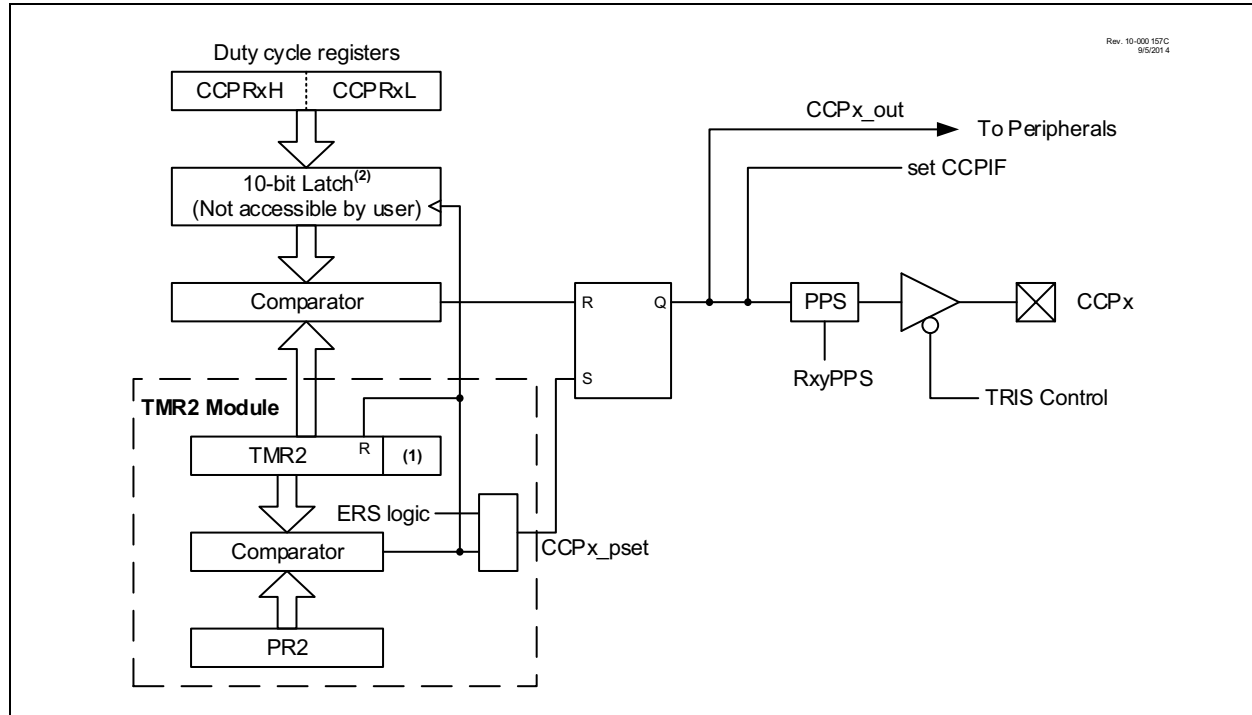 Rev. 10-000 157C
9/5/201 4
Duty cycle registers
CCPRxH CCPRxL
CCPx_out
To Peripherals
set CCPIF
10-bit Latch(2)
(Not accessible by user)
Comparator
R Q
PPS
CCPx
RxyPPS
S
TRIS Control
TMR2 Module
TMR2 R (1)
ERS logic
Comparator
CCPx_pset
PR2